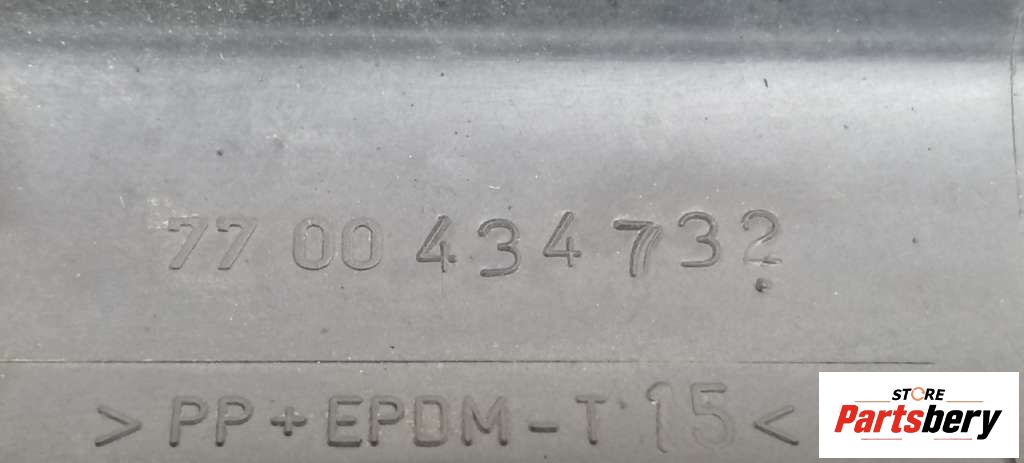 77 00 434 732
>PP+EPDM-T15<
STORE
Partsbery